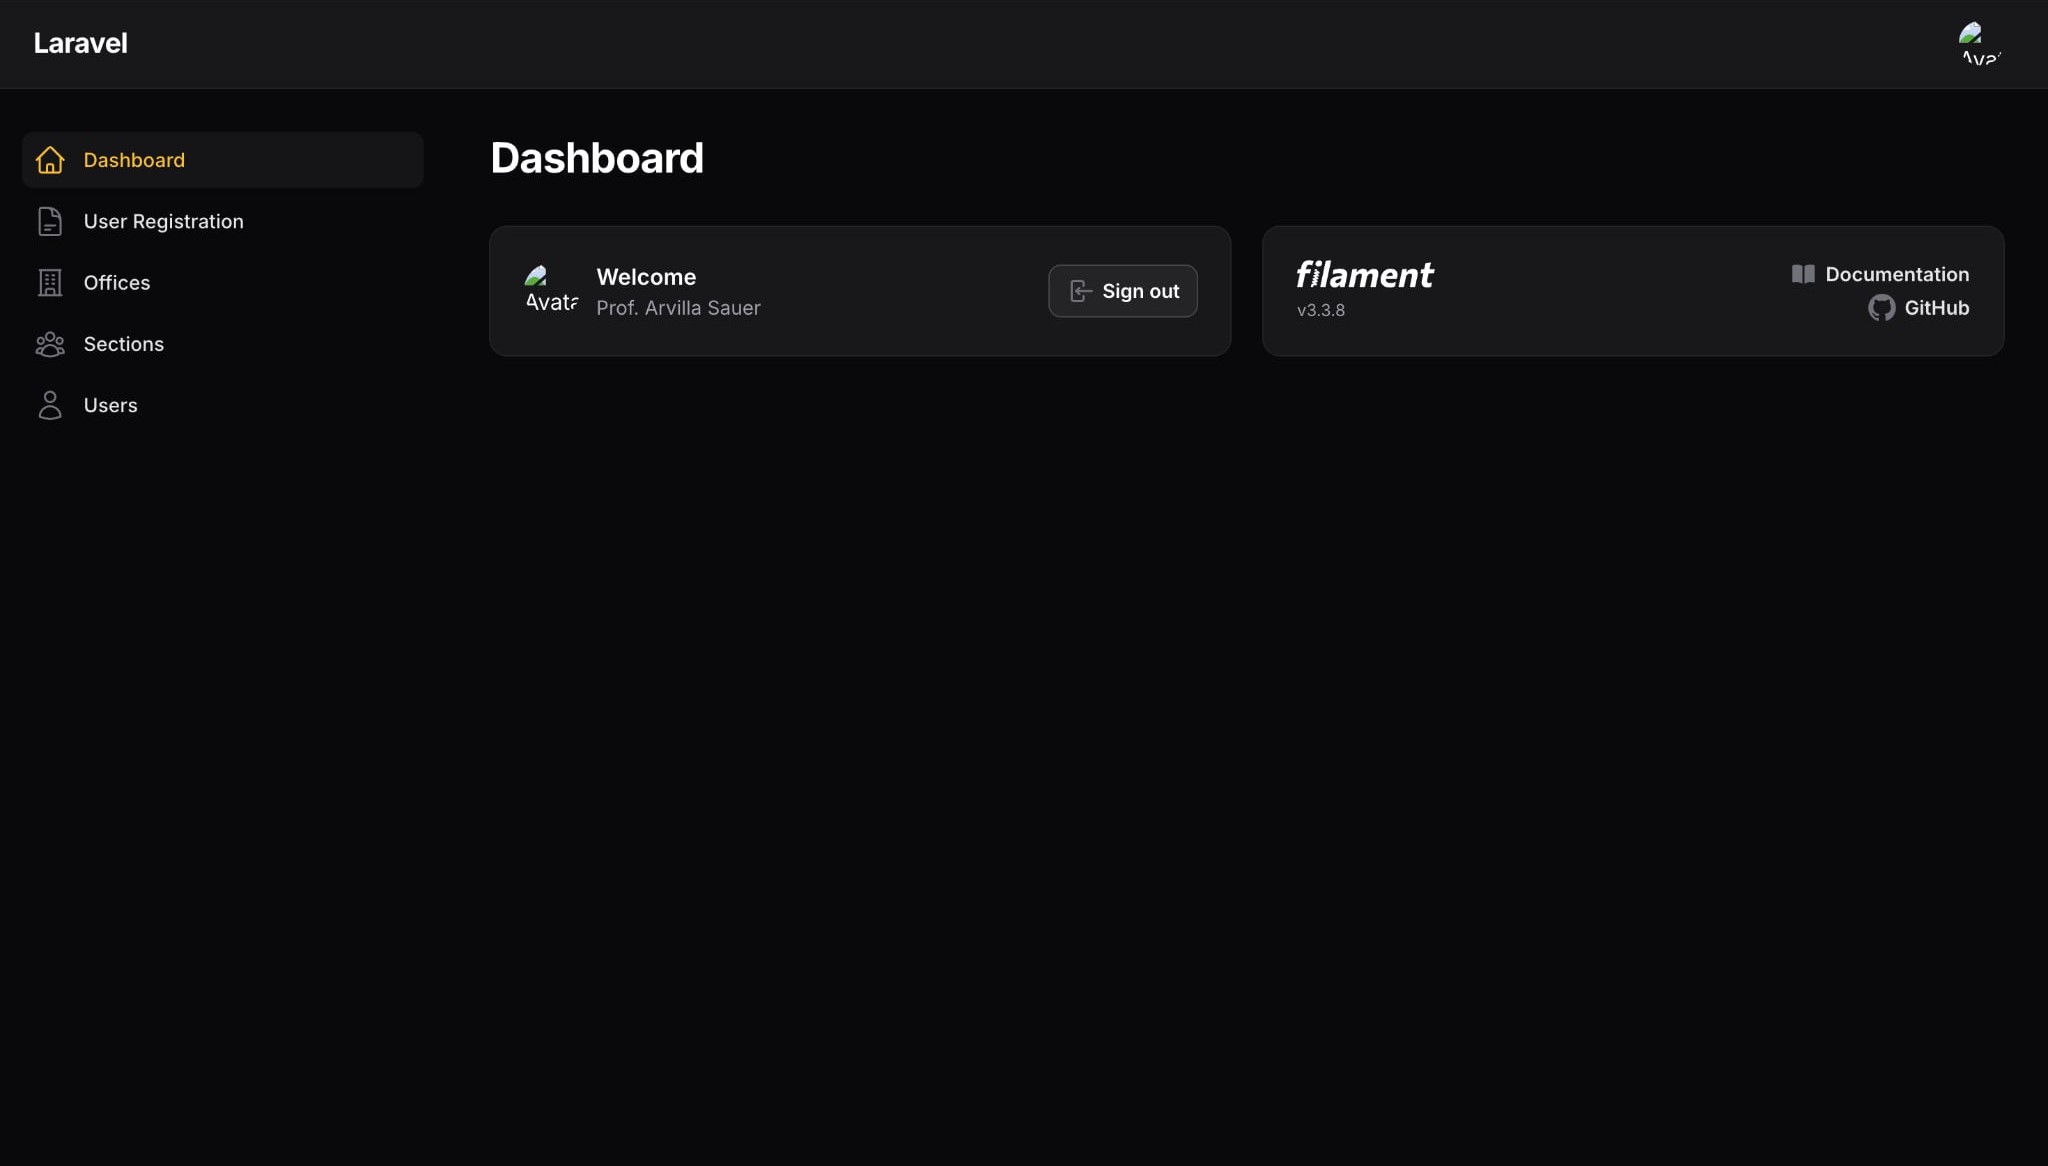 Laravel
Dashboard
User Registration
Offices
Sections
Users
Dashboard
Avata
Welcome
Prof. Arvilla Sauer
Sign out
filament
v3.3.8
Documentation
GitHub